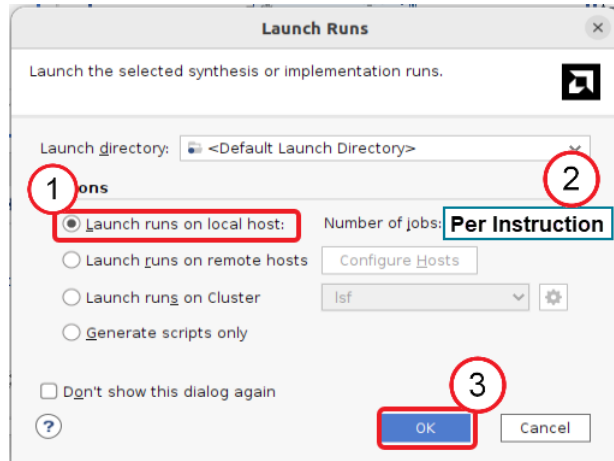 Launch Runs
Launch the selected synthesis or implementation runs.
Launch directory: <Default Launch Directory>
1 ons 2
Launch runs on local host: Number of jobs: Per Instruction
Launch runs on remote hosts Configure Hosts
Launch runs on Cluster lsf
Generate scripts only
Don't show this dialog again 3
? OK Cancel